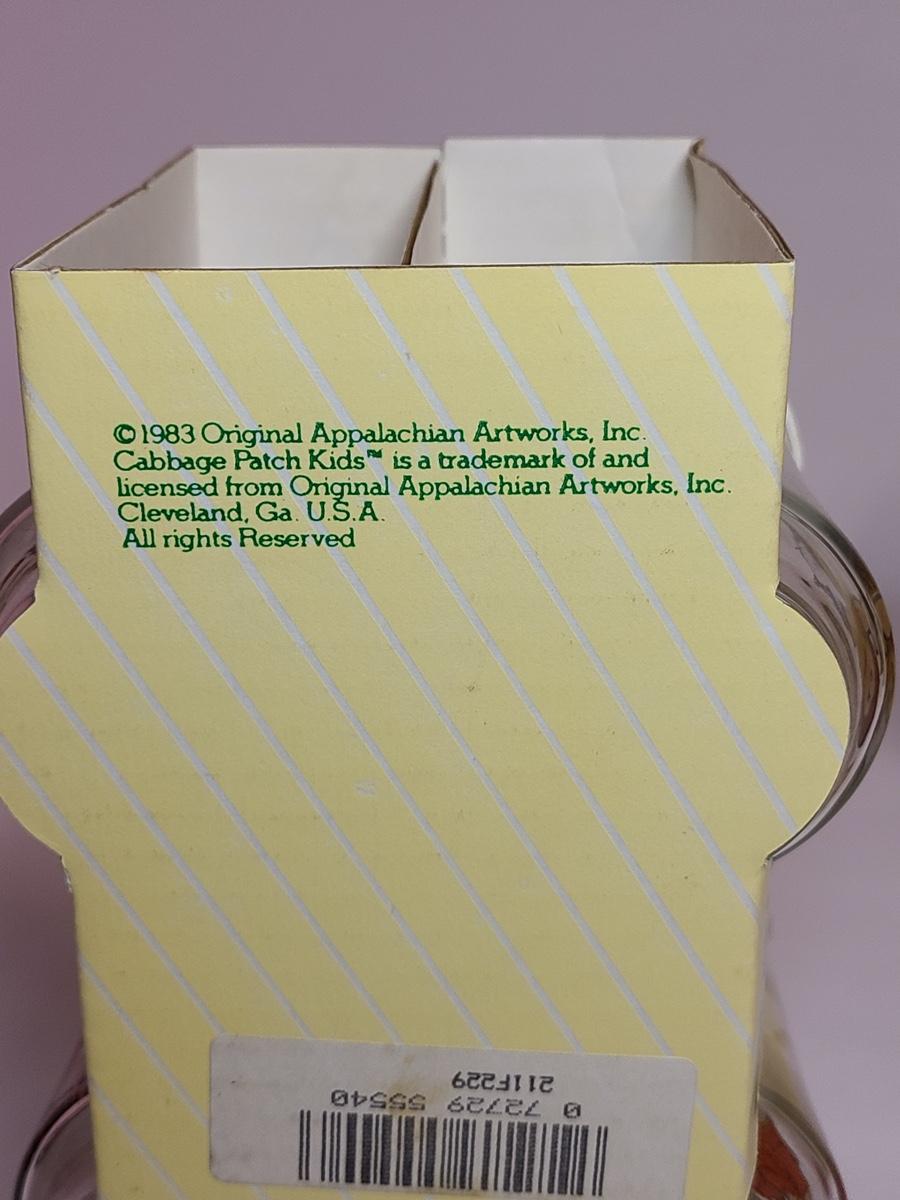 ©1983 Original Appalachian Artworks, Inc.
Cabbage Patch Kids™ is a trademark of and
licensed from Original Appalachian Artworks, Inc.
Cleveland, Ga. U.S.A.
All rights Reserved
211F229
0 72729 55540